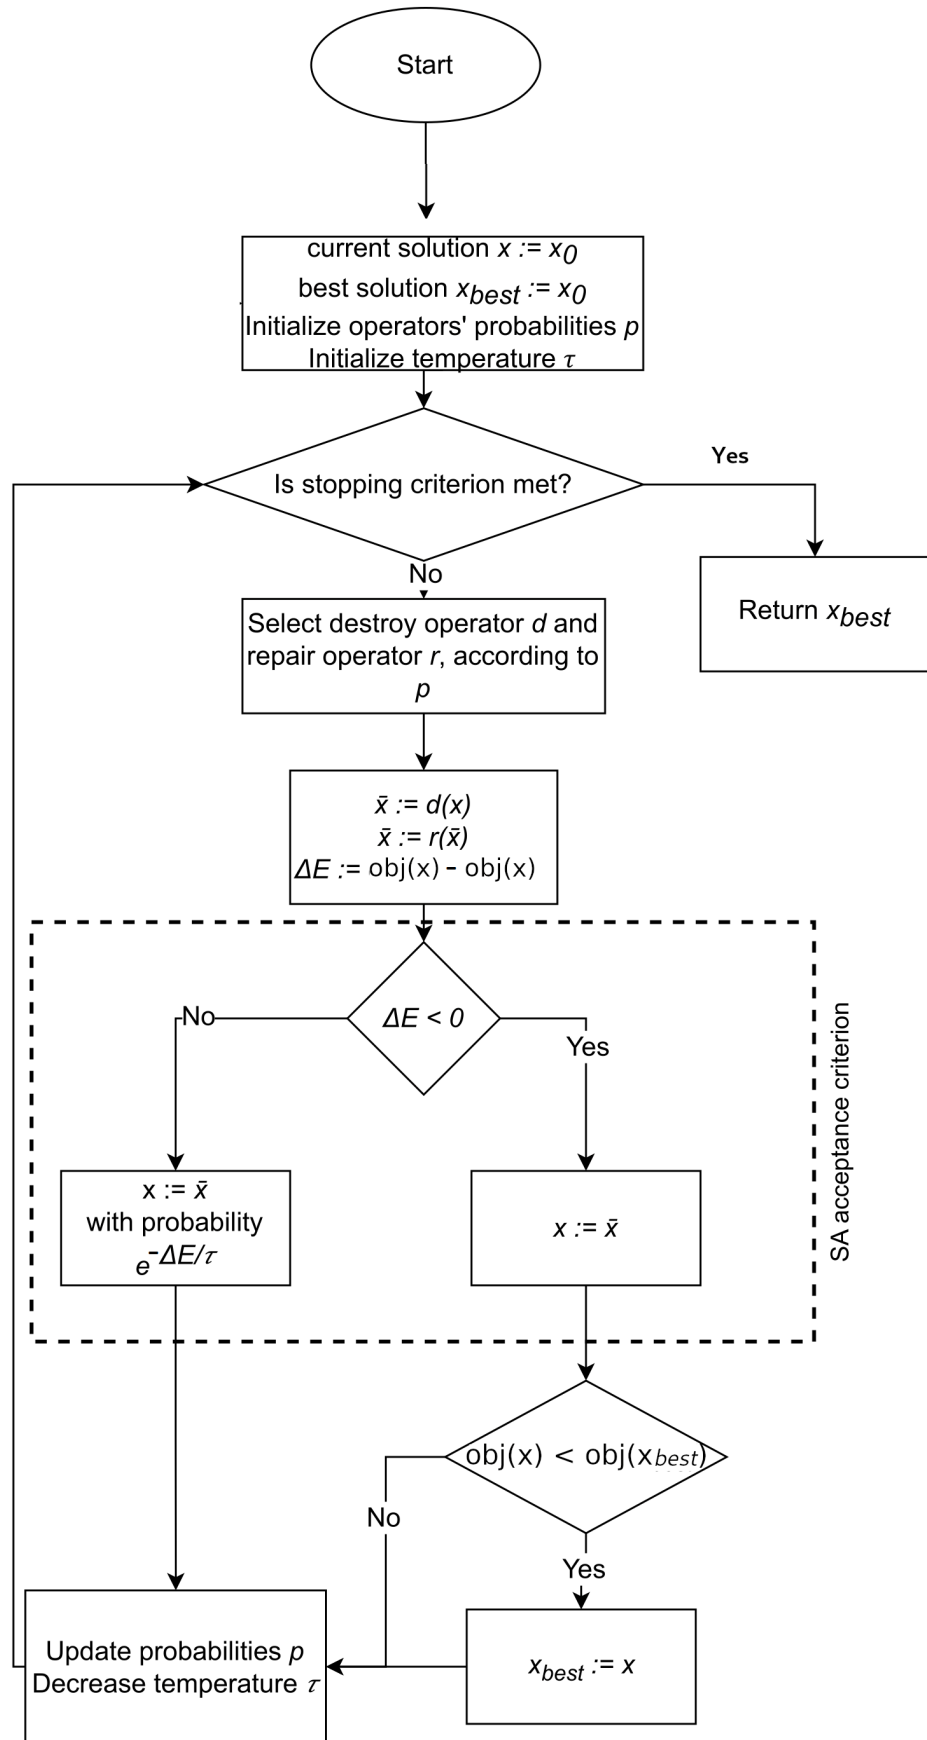 Start
current solution x := x0
best solution xbest := x0
Initialize operators' probabilities p
Initialize temperature τ
Is stopping criterion met?
Yes
No
Return xbest
Select destroy operator d and
repair operator r, according to
p
x̄ := d(x)
x̄ := r(x̄)
ΔE := obj(x) - obj(x)
ΔE < 0
No
Yes
SA acceptance criterion
x := x̄
with probability
e-ΔE/τ
x := x̄
obj(x) < obj(xbest)
No
Yes
Update probabilities p
Decrease temperature τ
xbest := x